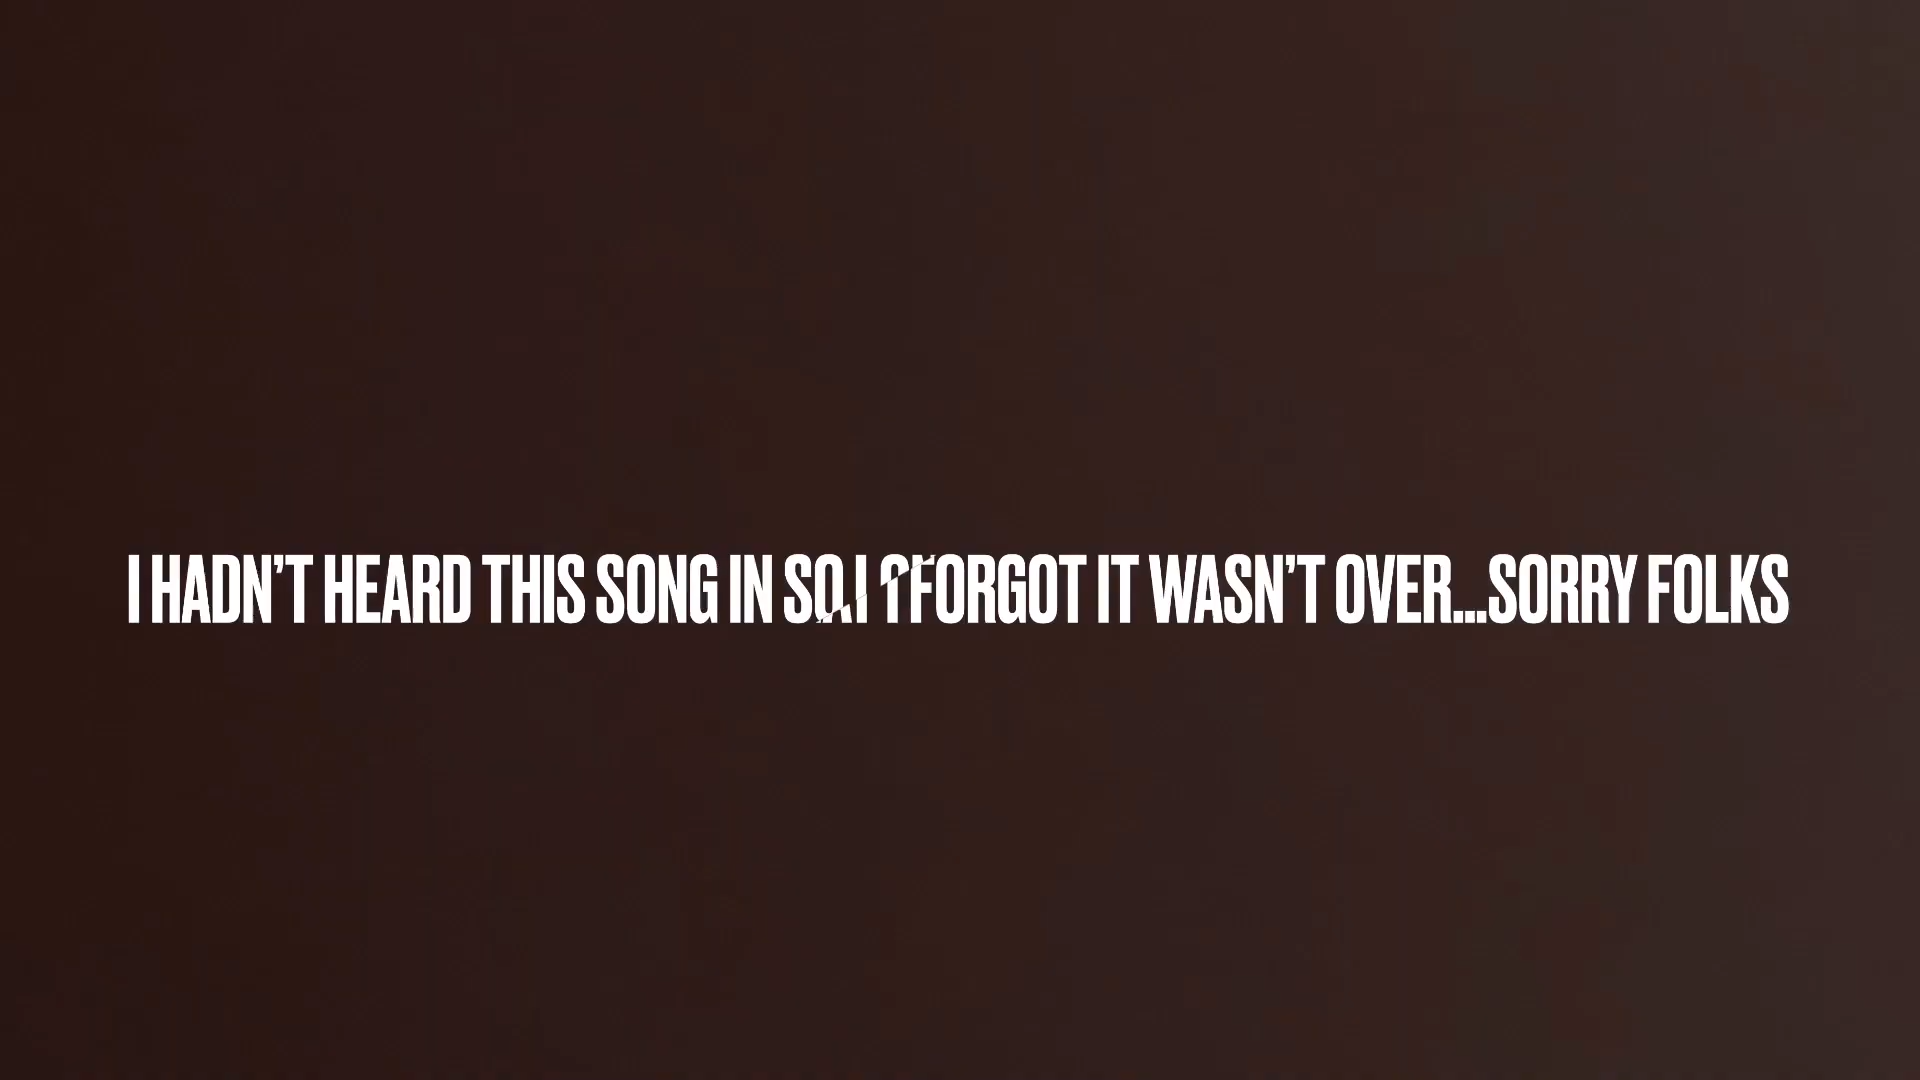 I HADN'T HEARD THIS SONG IN SO I FORGOT IT WASN'T OVER...SORRY FOLKS